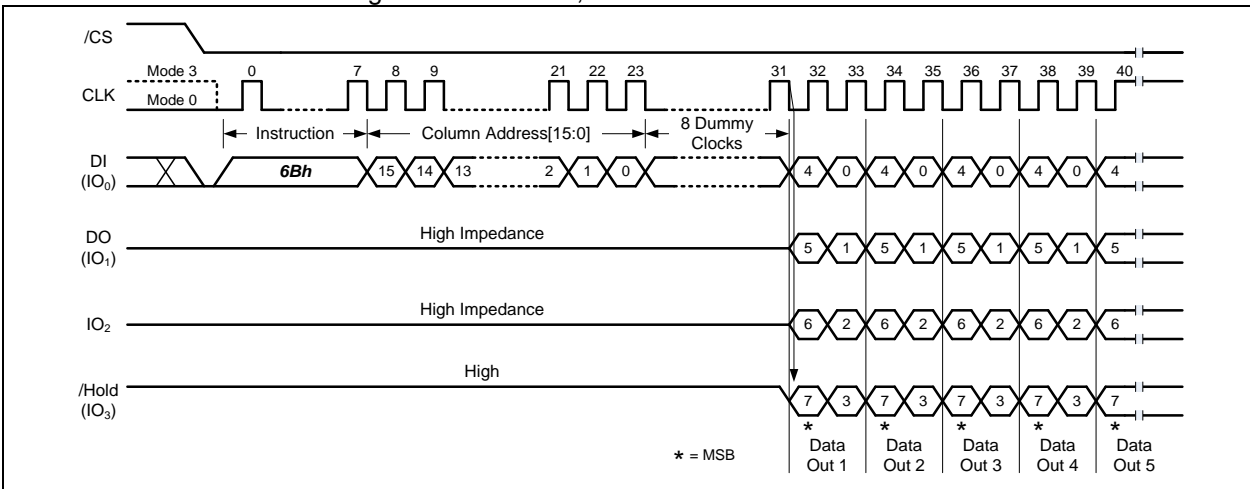 /CS
Mode 3 0 7 8 9 21 22 23 31 32 33 34 35 36 37 38 39 40
CLK
Mode 0
Instruction Column Address[15:0] 8 Dummy
Clocks
DI
(IO₀)
6Bh 15 14 13 2 1 0 4 0 4 0 4 0 4 0 4
DO
(IO₁)
High Impedance 5 1 5 1 5 1 5 1 5
IO₂ High Impedance 6 2 6 2 6 2 6 2 6
/Hold
(IO₃)
High 7 3 7 3 7 3 7 3 7
* * * * *
* = MSB
Data
Out 1
Data
Out 2
Data
Out 3
Data
Out 4
Data
Out 5